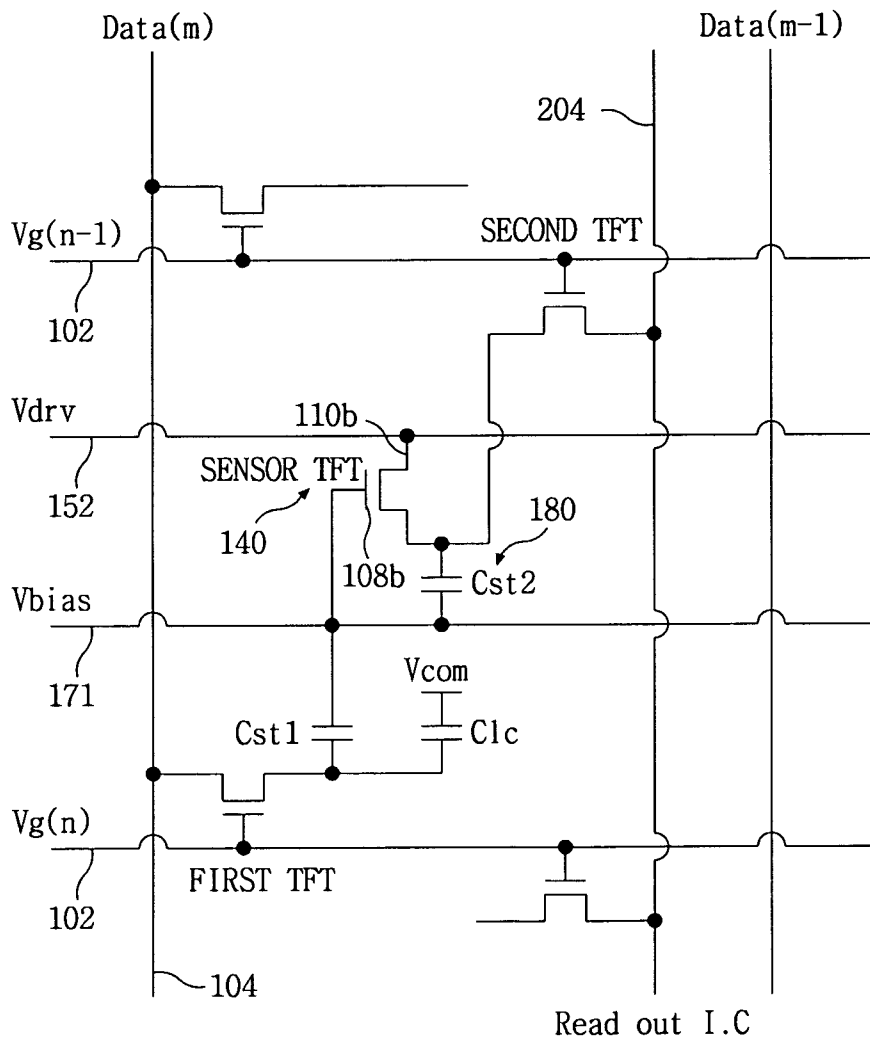 Data(m)
Data(m-1)
204
Vg(n-1)
SECOND TFT
102
Vdrv
110b
SENSOR TFT
152
140
180
108b
Cst2
Vbias
171
Vcom
Cst1
Clc
Vg(n)
FIRST TFT
102
104
Read out I.C